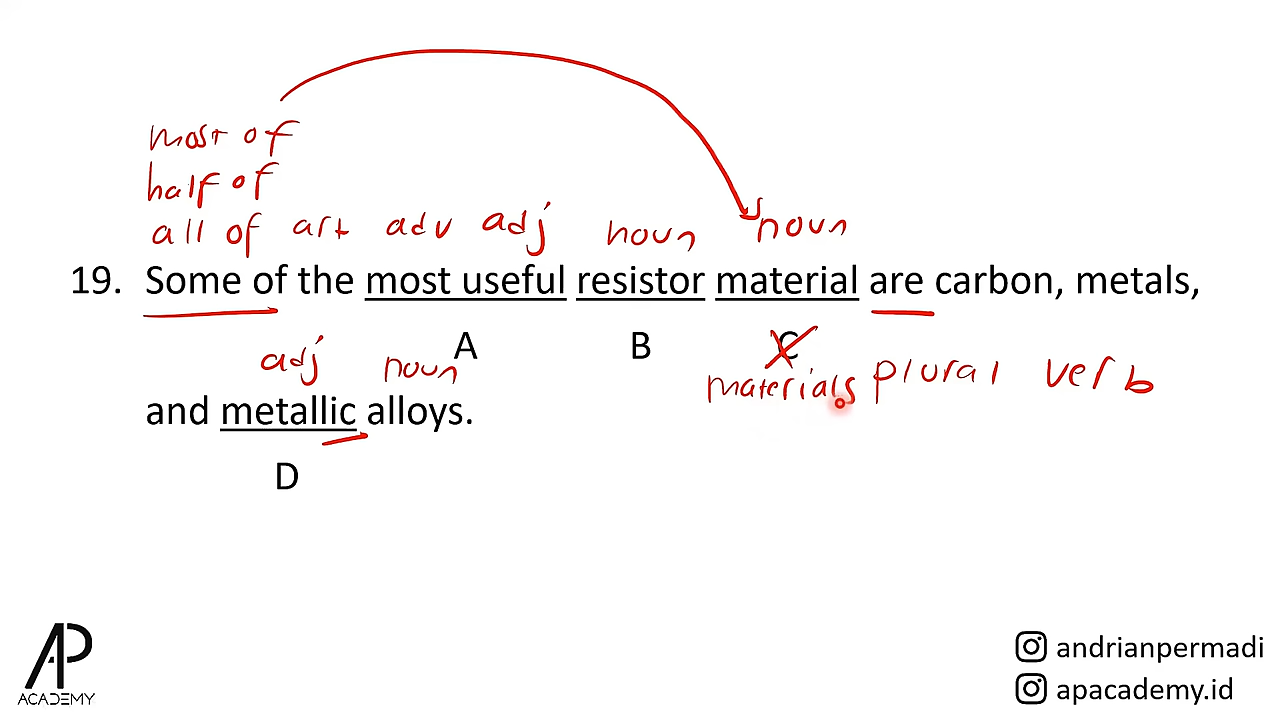 most of
half of
all of art adv adj noun noun
19. Some of the most useful resistor material are carbon, metals,
A B C
adj noun materials plural verb
and metallic alloys.
D
AP
ACADEMY
andrianpermadi
apacademy.id